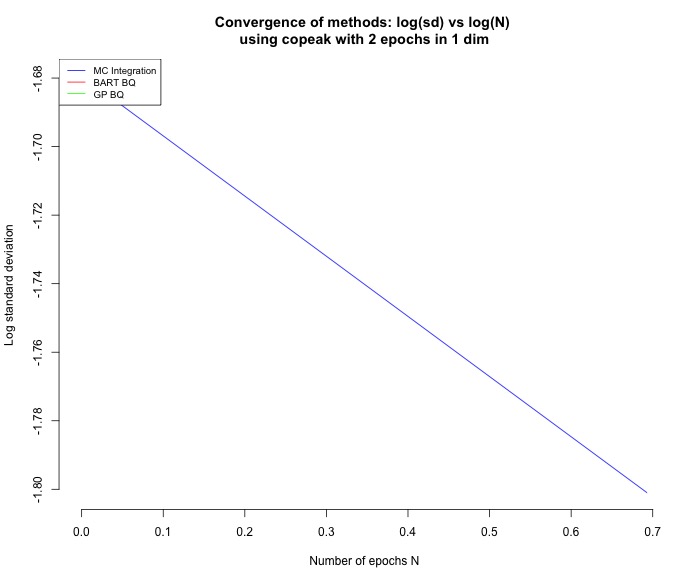 Convergence of methods: log(sd) vs log(N)
using copeak with 2 epochs in 1 dim
MC Integration
BART BQ
GP BQ
Log standard deviation
-1.68
-1.70
-1.72
-1.74
-1.76
-1.78
-1.80
0.0 0.1 0.2 0.3 0.4 0.5 0.6 0.7
Number of epochs N